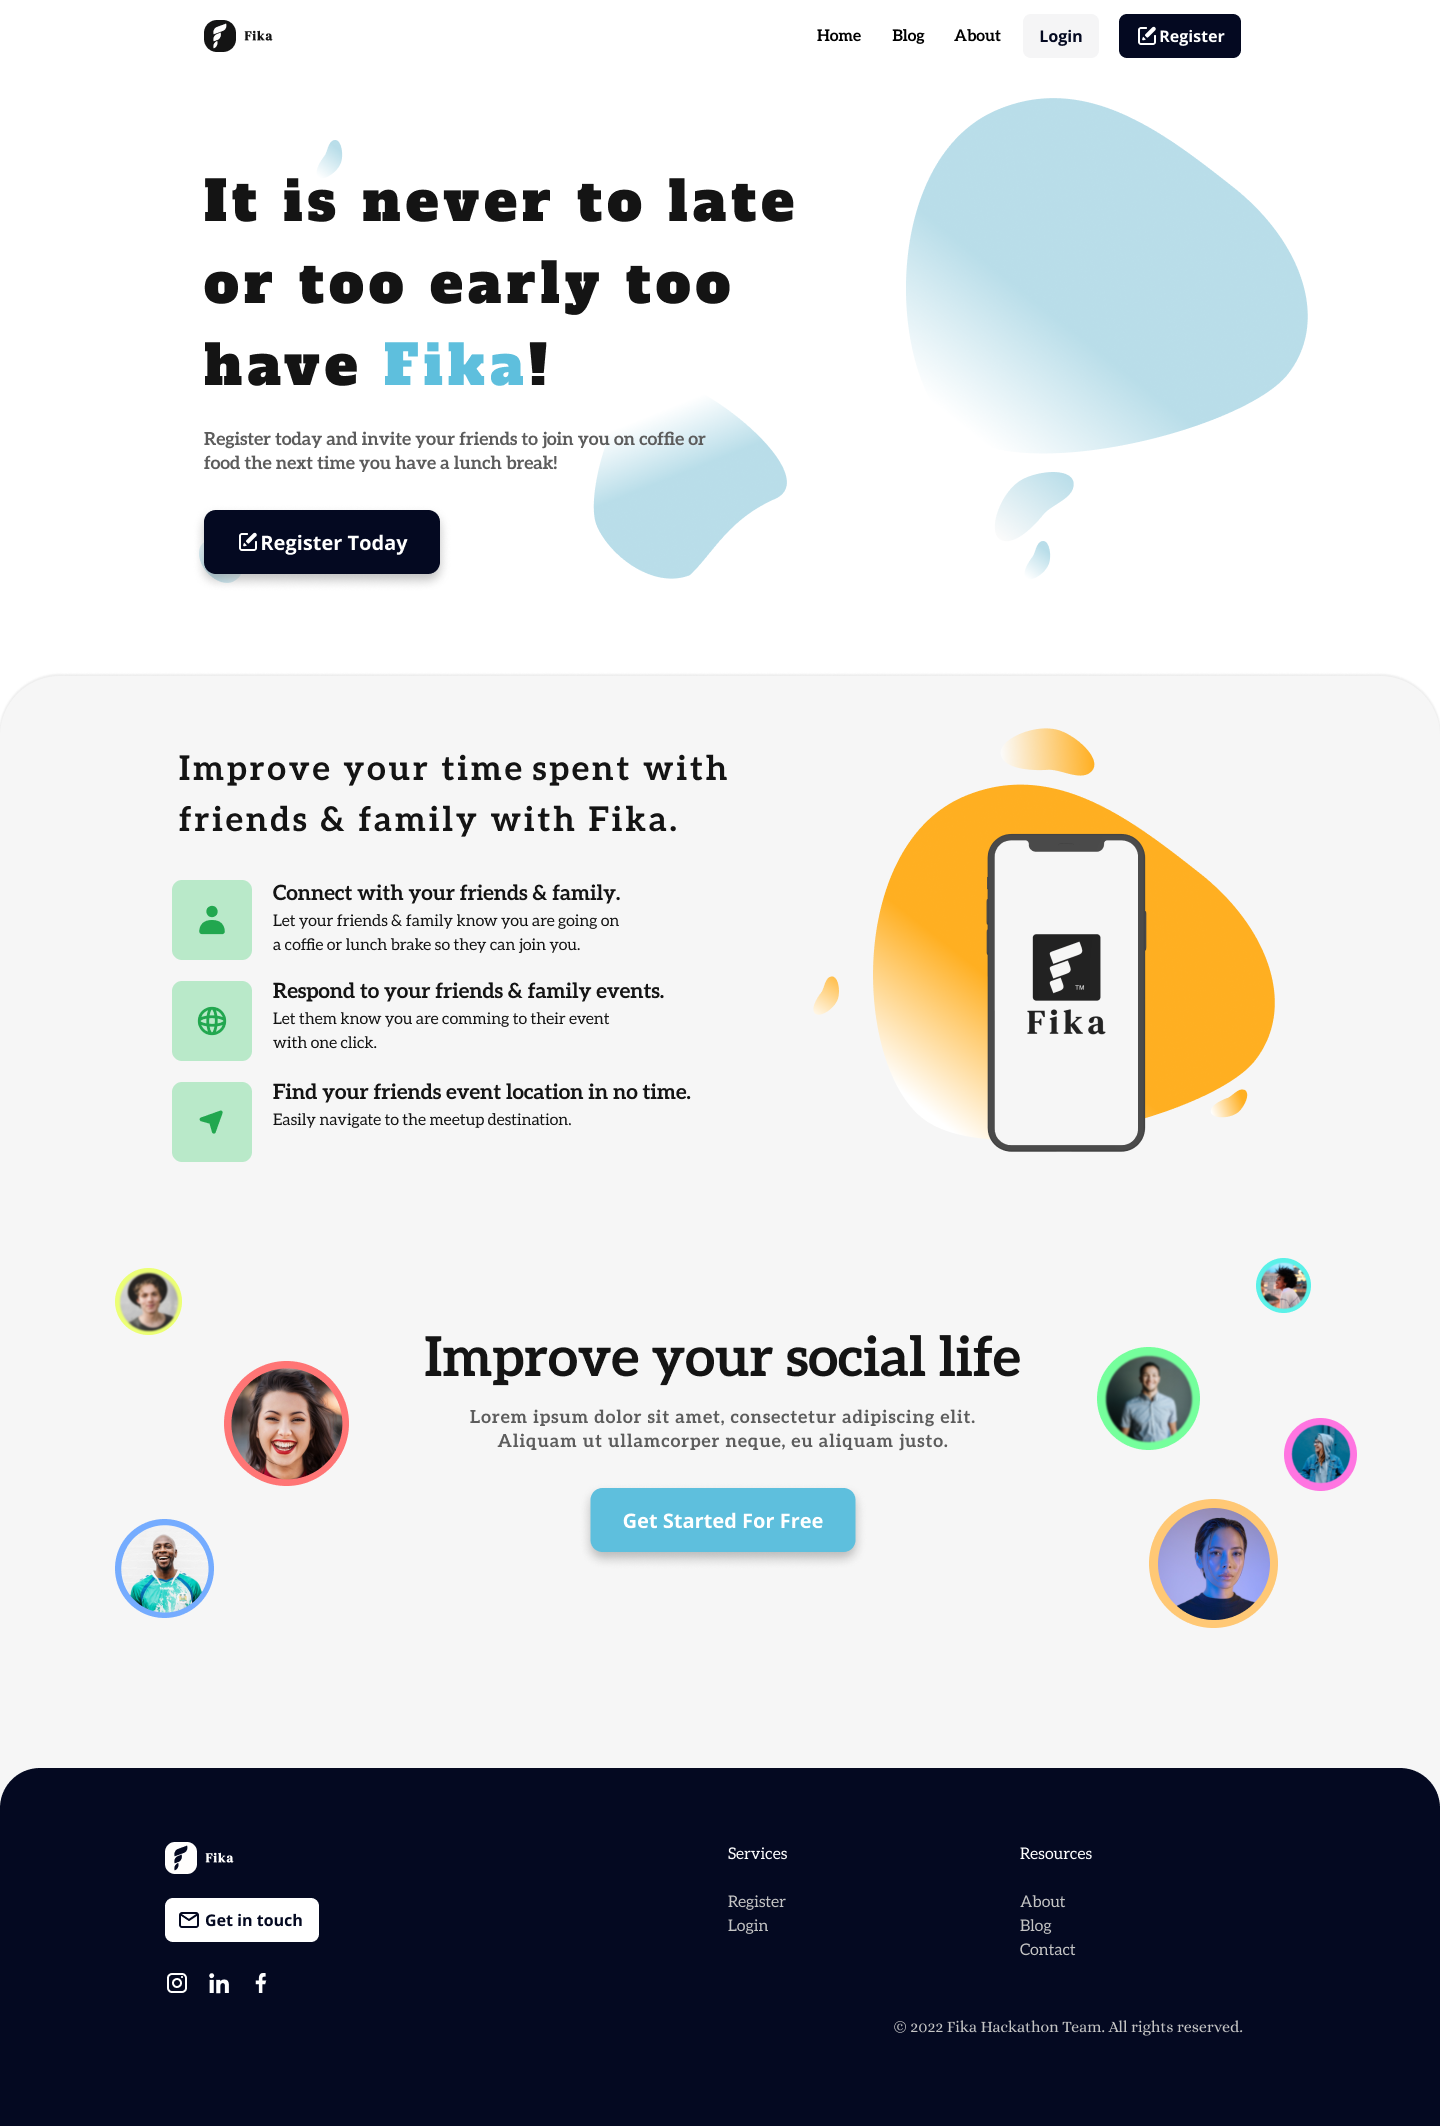 Fika
Home
Blog
About
Login
Register
It is never to late
or too early too
have Fika!
Register today and invite your friends to join you on coffie or
food the next time you have a lunch break!
Register Today
Improve your time spent with
friends & family with Fika.
Connect with your friends & family.
Let your friends & family know you are going on
a coffie or lunch brake so they can join you.
Respond to your friends & family events.
Let them know you are comming to their event
with one click.
Find your friends event location in no time.
Easily navigate to the meetup destination.
TM
Fika
Improve your social life
Lorem ipsum dolor sit amet, consectetur adipiscing elit.
Aliquam ut ullamcorper neque, eu aliquam justo.
Get Started For Free
Fika
Get in touch
Services
Register
Login
Resources
About
Blog
Contact
© 2022 Fika Hackathon Team. All rights reserved.